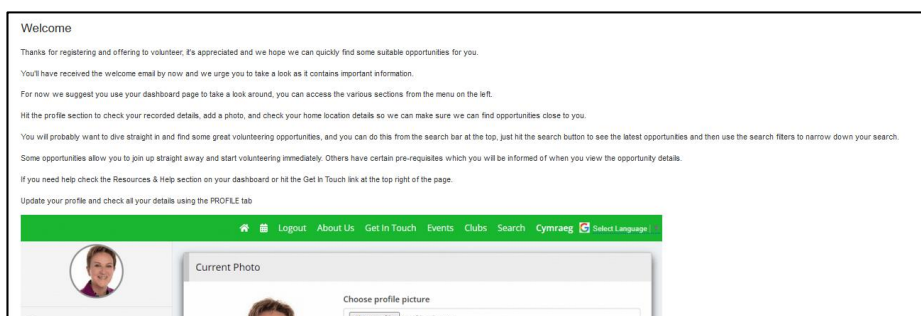 Welcome
Thanks for registering and offering to volunteer, it's appreciated and we hope we can quickly find some suitable opportunities for you.
You'll have received the welcome email by now and we urge you to take a look as it contains important information.
For now we suggest you use your dashboard page to take a look around, you can access the various sections from the menu on the left.
Hit the profile section to check your recorded details, add a photo, and check your home location details so we can make sure we can find opportunities close to you.
You will probably want to dive straight in and find some great volunteering opportunities, and you can do this from the search bar at the top, just hit the search button to see the latest opportunities and then use the search filters to narrow down your search.
Some opportunities allow you to join up straight away and start volunteering immediately. Others have certain pre-requisites which you will be informed of when you view the opportunity details.
If you need help check the Resources & Help section on your dashboard or hit the Get In Touch link at the top right of the page.
Update your profile and check all your details using the PROFILE tab
Logout About Us Get In Touch Events Clubs Search Cymraeg G Select Language
Current Photo
Choose profile picture